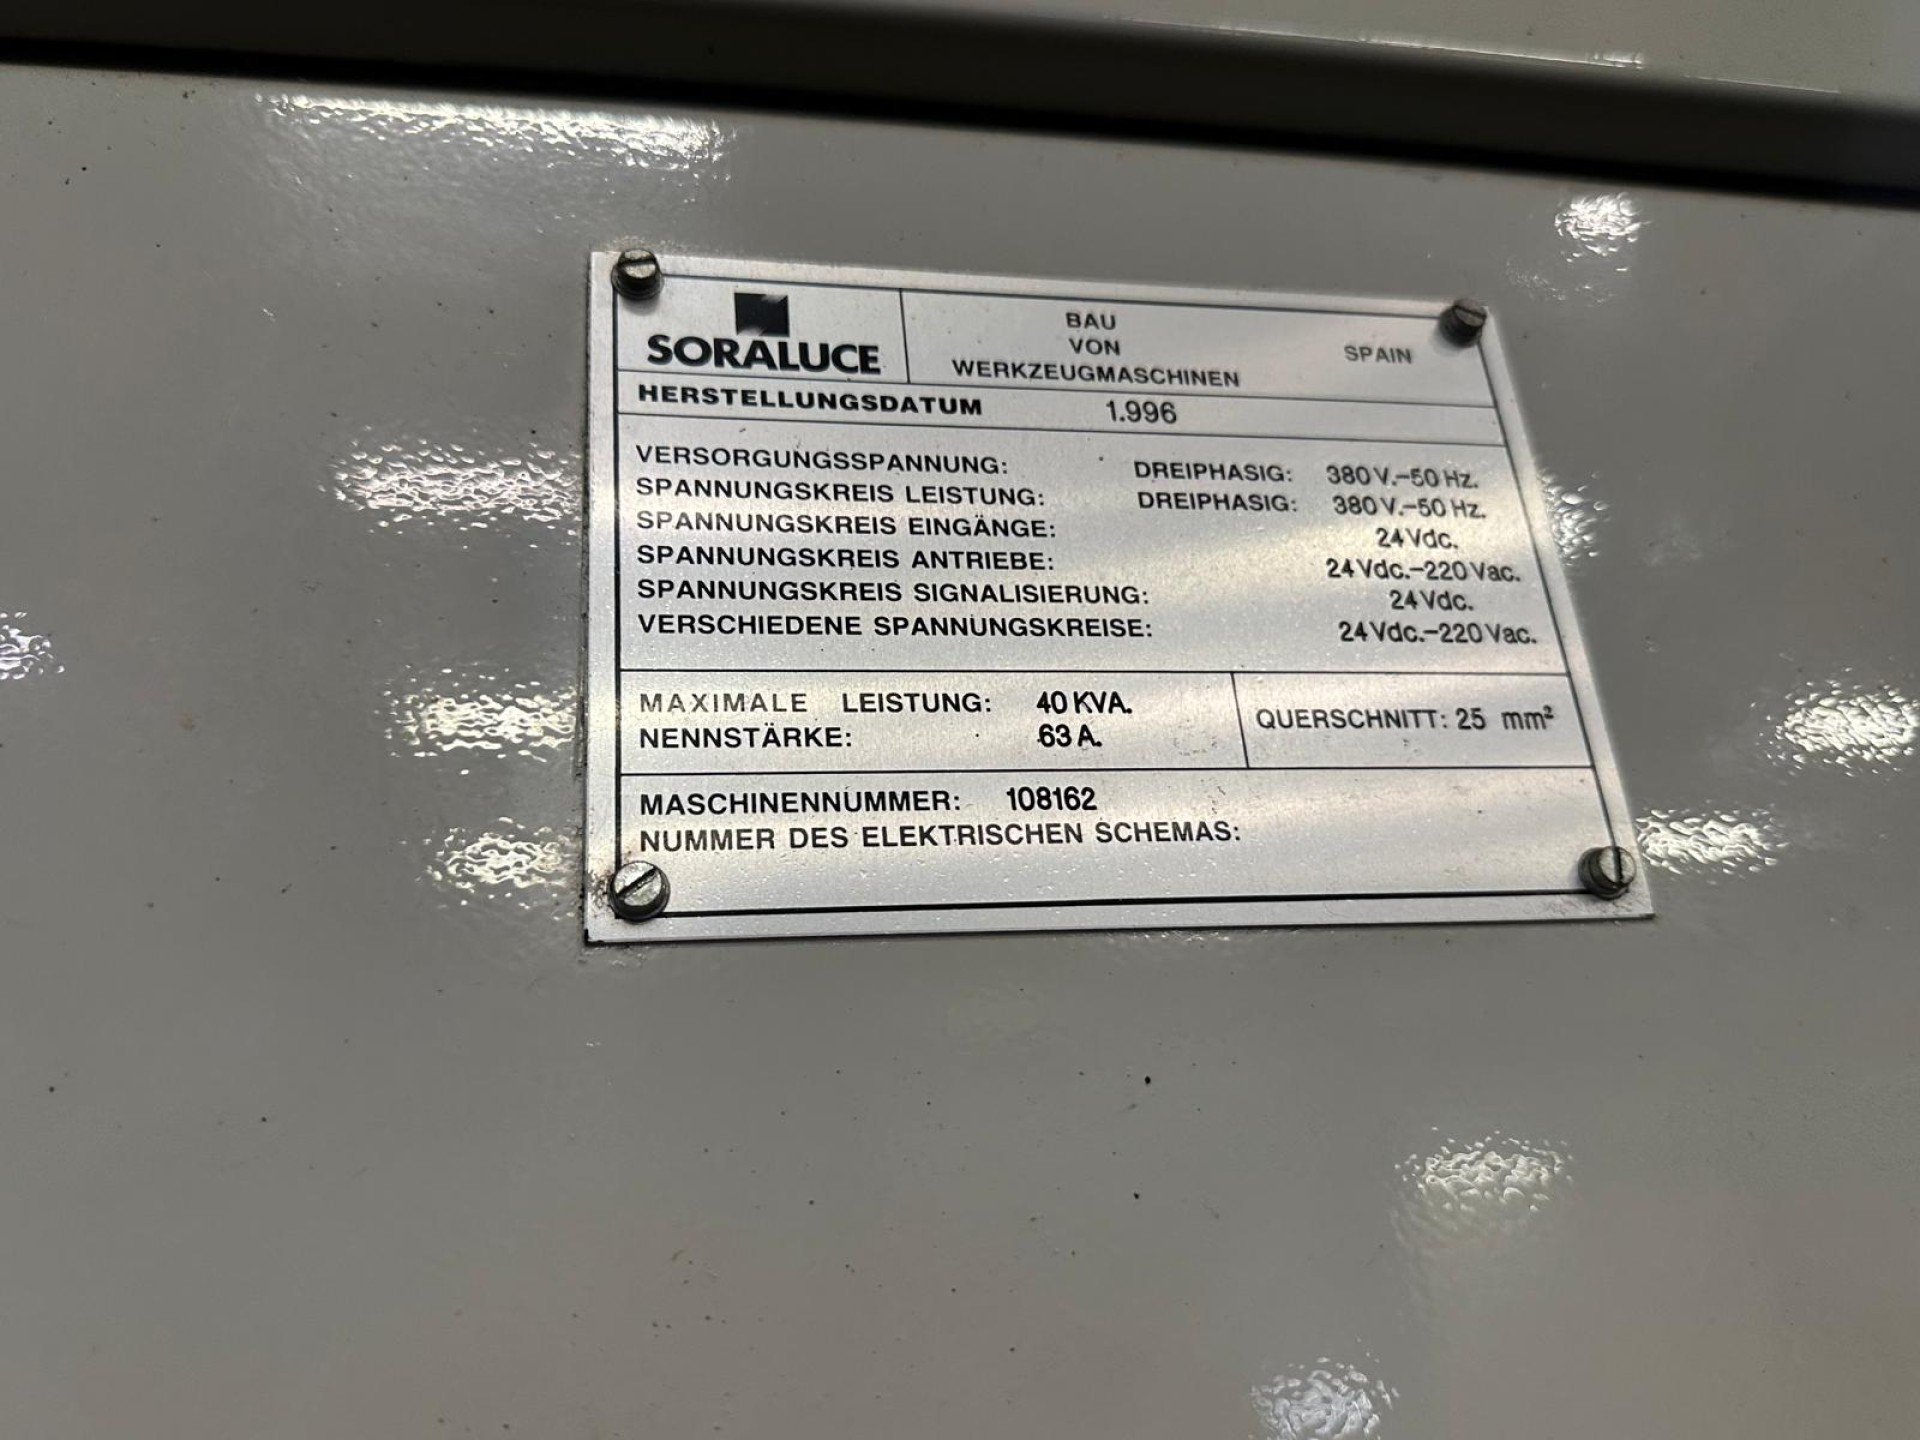 SORALUCE
BAU
VON
WERKZEUGMASCHINEN
SPAIN
HERSTELLUNGSDATUM 1.996
VERSORGUNGSSPANNUNG: DREIPHASIG: 380 V.-50 Hz.
SPANNUNGSKREIS LEISTUNG: DREIPHASIG: 380 V.-50 Hz.
SPANNUNGSKREIS EINGÄNGE: 24 Vdc.
SPANNUNGSKREIS ANTRIEBE: 24 Vdc.-220 Vac.
SPANNUNGSKREIS SIGNALISIERUNG: 24 Vdc.
VERSCHIEDENE SPANNUNGSKREISE: 24 Vdc.-220 Vac.
MAXIMALE LEISTUNG: 40 KVA.
NENNSTÄRKE: 63 A.
QUERSCHNITT: 25 mm²
MASCHINENNUMMER: 108162
NUMMER DES ELEKTRISCHEN SCHEMAS: